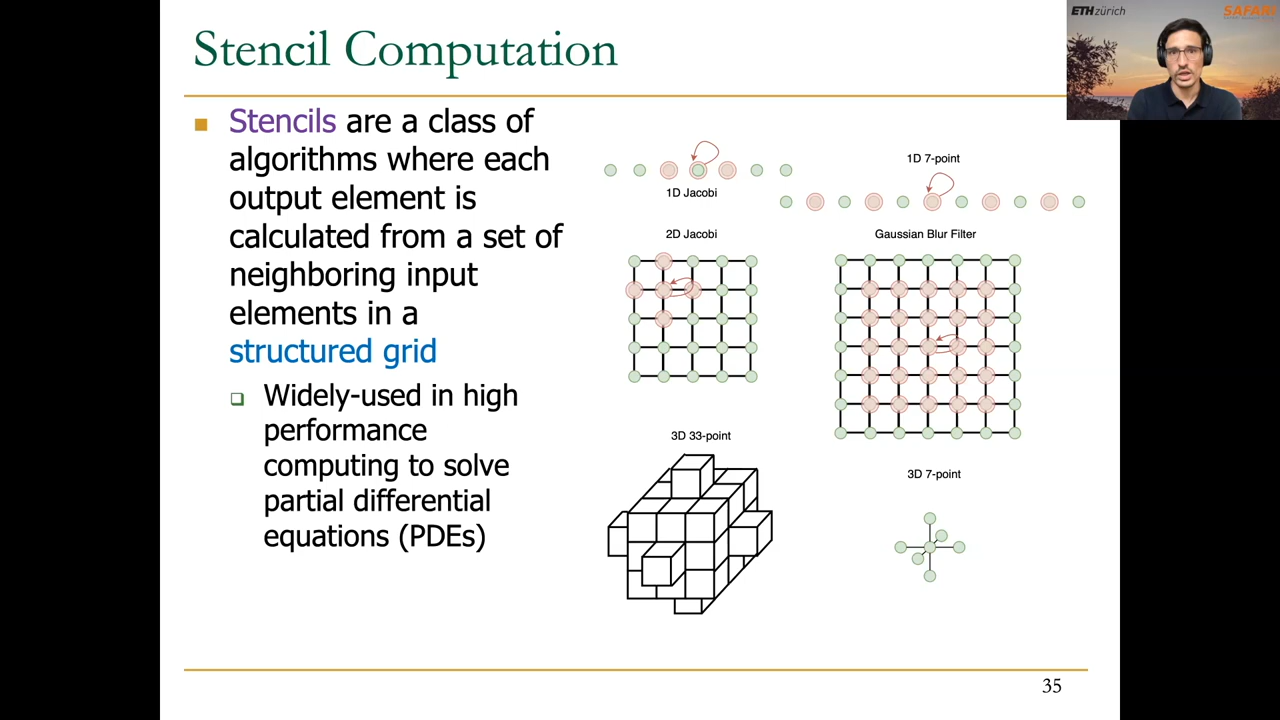 Stencil Computation
Stencils are a class of
algorithms where each
output element is
calculated from a set of
neighboring input
elements in a
structured grid
Widely-used in high
performance
computing to solve
partial differential
equations (PDEs)
1D Jacobi
1D 7-point
2D Jacobi
Gaussian Blur Filter
3D 33-point
3D 7-point
35
ETH zürich
SAFARI